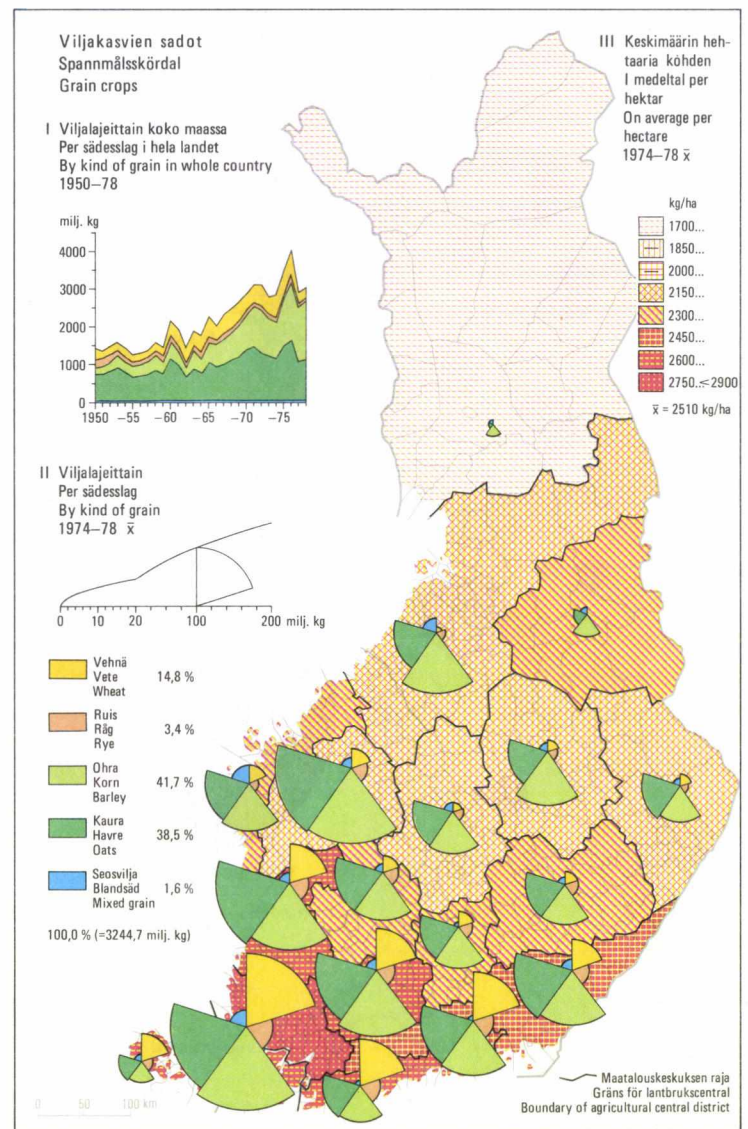 Viljakasvien sadot
Spannmålsskördal
Grain crops
I Viljalajeittain koko maassa
Per sädesslag i hela landet
By kind of grain in whole country
1950–78
milj. kg
4000
3000
2000
1000
0
1950 –55 –60 –65 –70 –75
II Viljalajeittain
Per sädesslag
By kind of grain
1974–78 x̄
0 10 20 100 200 milj. kg
Vehnä
Vete 14,8 %
Wheat
Ruis
Råg 3,4 %
Rye
Ohra
Korn 41,7 %
Barley
Kaura
Havre 38,5 %
Oats
Seosvilja
Blandsäd 1,6 %
Mixed grain
100,0 % (=3244,7 milj. kg)
0 50 100 km
III Keskimäärin heh-
taaria kohden
I medeltal per
hektar
On average per
hectare
1974–78 x̄
kg/ha
1700...
1850...
2000...
2150...
2300...
2450...
2600...
2750..≤2900
x̄ = 2510 kg/ha
Maatalouskeskuksen raja
Gräns för lantbrukscentral
Boundary of agricultural central district